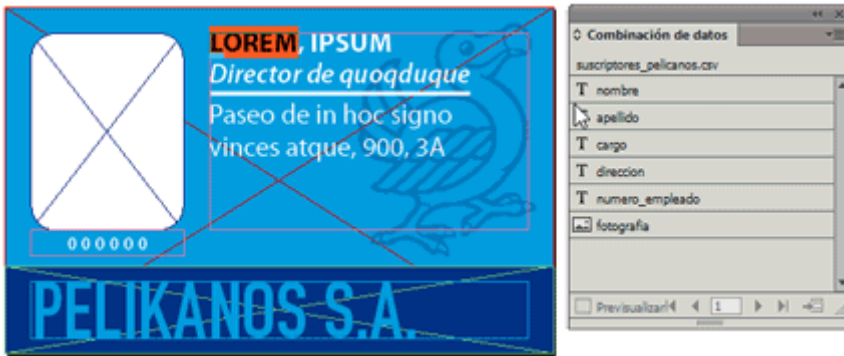 LOREM, IPSUM
Director de quoqduque
Paseo de in hoc signo
vinces atque, 900, 3A
000000
PELIKANOS S.A.
Combinación de datos
suscriptores_pelicanos.csv
T nombre
apellido
T cargo
T direccion
T numero_empleado
fotografia
Previsualizar
1